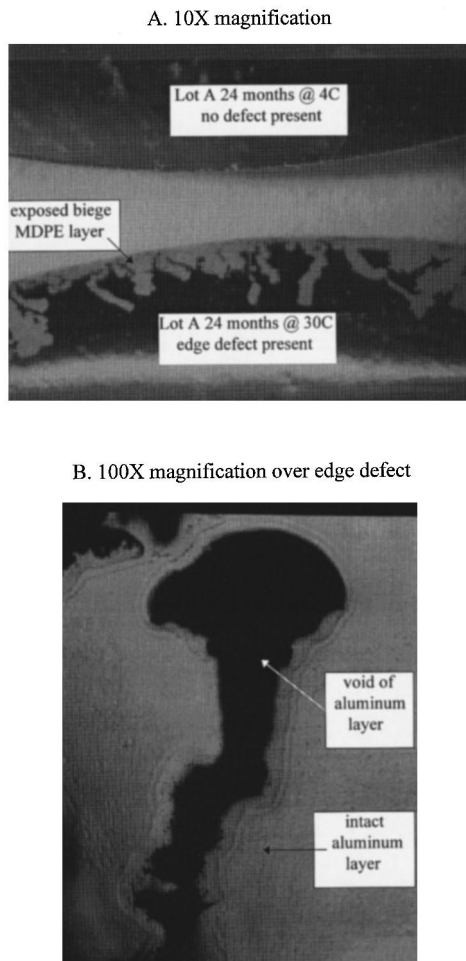 A. 10X magnification
Lot A 24 months @ 4C
no defect present
exposed biege
MDPE layer
Lot A 24 months @ 30C
edge defect present
B. 100X magnification over edge defect
void of
aluminum
layer
intact
aluminum
layer